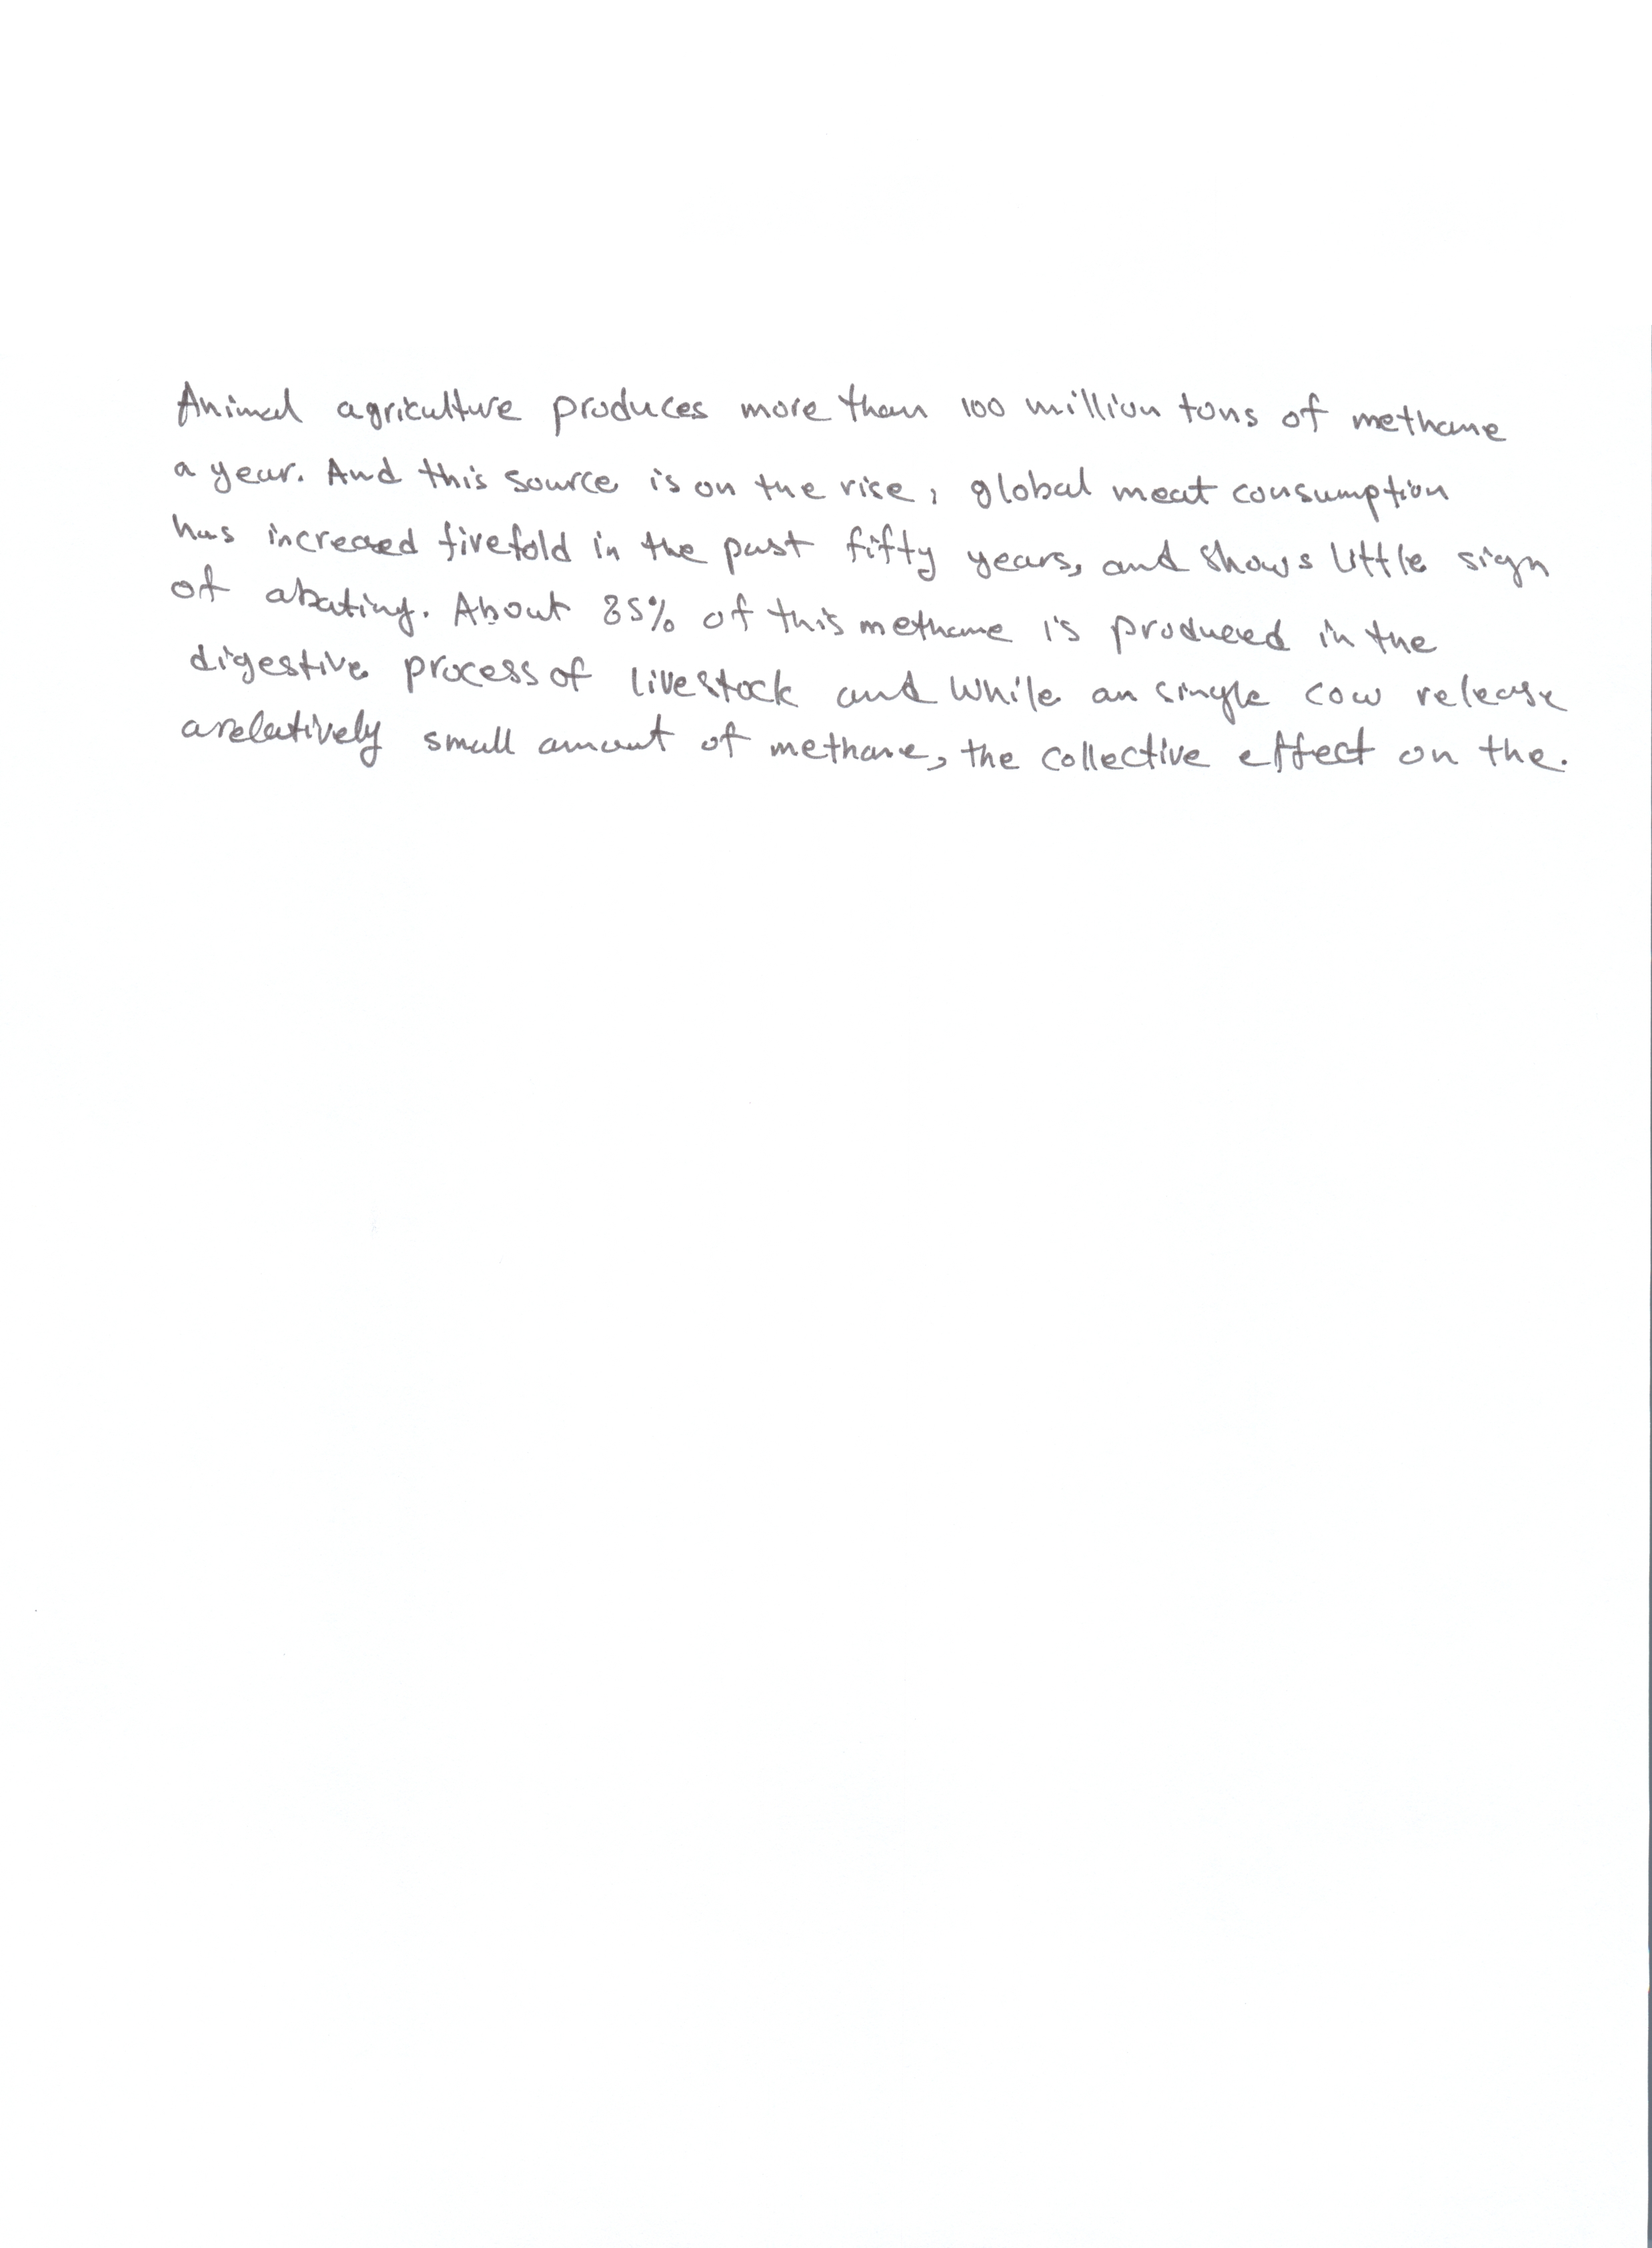 Animal agriculture produces more than 100 million tons of methane
a year. And this source is on the rise, global meat consumption
has increaed fivefold in the past fifty years, and shows little sign
of abating. About 85% of this methane is produced in the
digestive process of livestock and while an single cow release
a relatively small amount of methane, the collective effect on the.